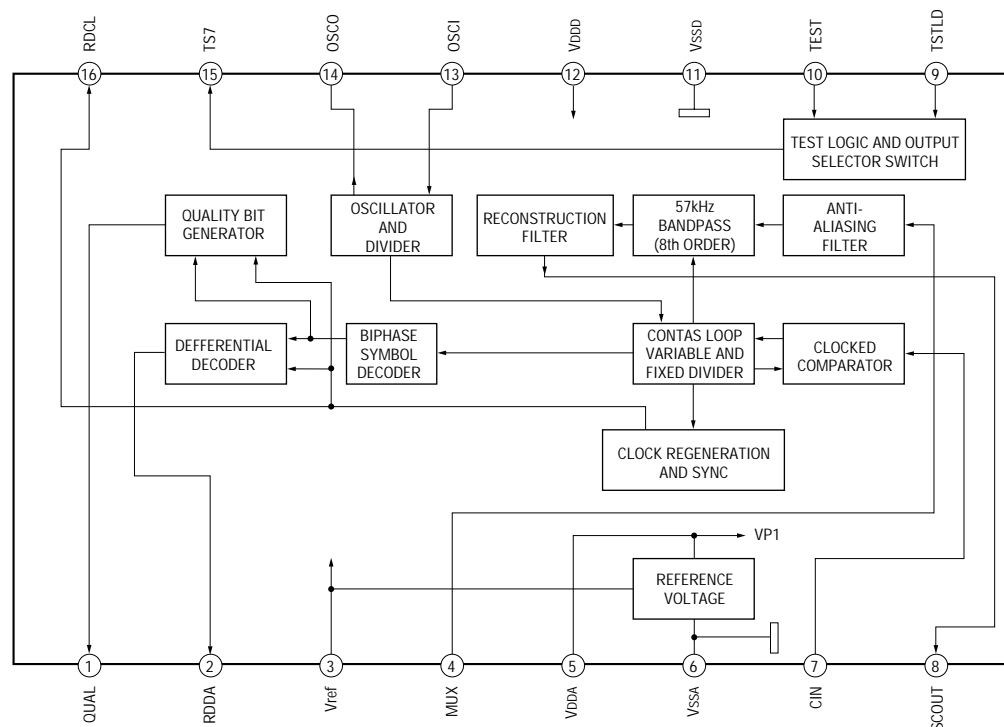 RDCL
TS7
OSCO
OSCI
VDDD
VSSD
TEST
TSTLD
16
15
14
13
12
11
10
9
TEST LOGIC AND OUTPUT
SELECTOR SWITCH
QUALITY BIT
GENERATOR
OSCILLATOR
AND
DIVIDER
RECONSTRUCTION
FILTER
57kHz
BANDPASS
(8th ORDER)
ANTI-
ALIASING
FILTER
DEFFERENTIAL
DECODER
BIPHASE
SYMBOL
DECODER
CONTAS LOOP
VARIABLE AND
FIXED DIVIDER
CLOCKED
COMPARATOR
CLOCK REGENERATION
AND SYNC
VP1
REFERENCE
VOLTAGE
1
2
3
4
5
6
7
8
QUAL
RDDA
Vref
MUX
VDDA
VSSA
CIN
SCOUT